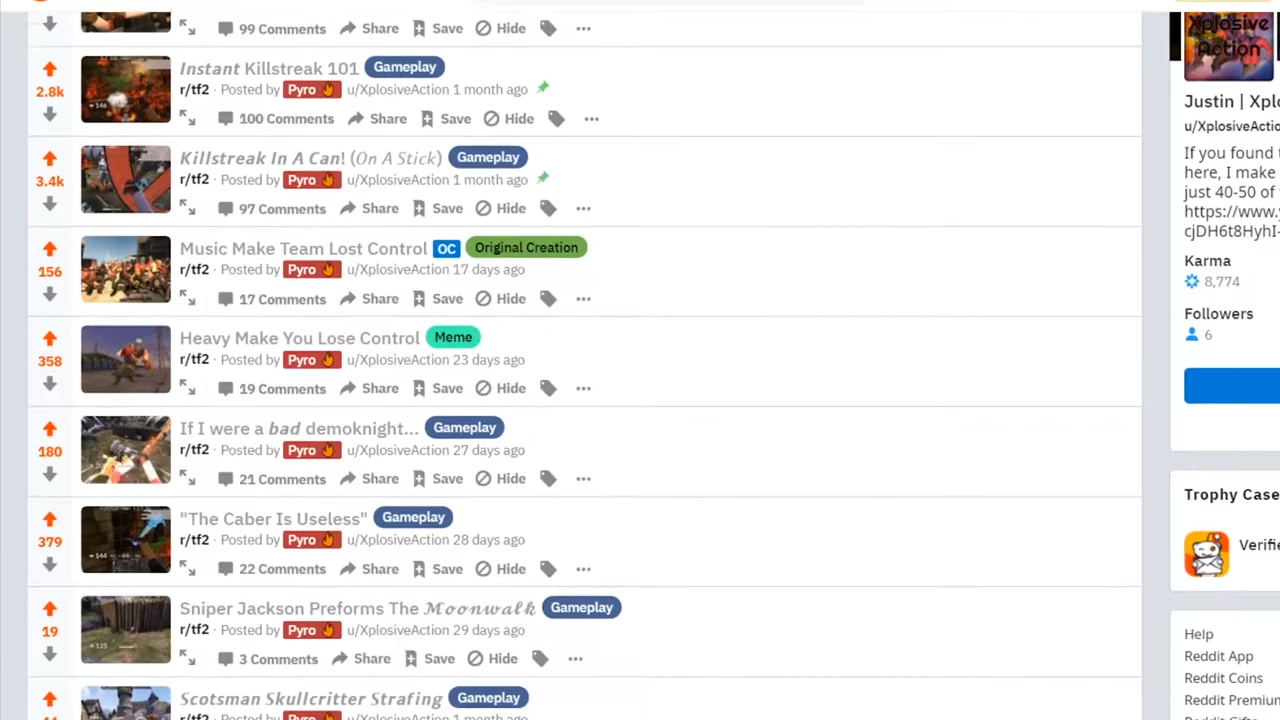 99 Comments Share Save Hide
Instant Killstreak 101 Gameplay
2.8k
r/tf2 · Posted by Pyro u/XplosiveAction 1 month ago
100 Comments Share Save Hide
Killstreak In A Can! (On A Stick) Gameplay
3.4k
r/tf2 · Posted by Pyro u/XplosiveAction 1 month ago
97 Comments Share Save Hide
Music Make Team Lost Control OC Original Creation
156
r/tf2 · Posted by Pyro u/XplosiveAction 17 days ago
17 Comments Share Save Hide
Heavy Make You Lose Control Meme
358
r/tf2 · Posted by Pyro u/XplosiveAction 23 days ago
19 Comments Share Save Hide
If I were a bad demoknight... Gameplay
180
r/tf2 · Posted by Pyro u/XplosiveAction 27 days ago
21 Comments Share Save Hide
"The Caber Is Useless" Gameplay
379
r/tf2 · Posted by Pyro u/XplosiveAction 28 days ago
22 Comments Share Save Hide
Sniper Jackson Preforms The Moonwalk Gameplay
19
r/tf2 · Posted by Pyro u/XplosiveAction 29 days ago
3 Comments Share Save Hide
Scotsman Skullcritter Strafing Gameplay
r/tf2 · Posted by Pyro u/XplosiveAction 1 month ago
Xplosive
Action
Justin | Xpl
u/XplosiveActio
If you found t
here, I make
just 40-50 of
https://www.y
cjDH6t8HyhI-
Karma
8,774
Followers
6
Trophy Case
Verifie
Help
Reddit App
Reddit Coins
Reddit Premium